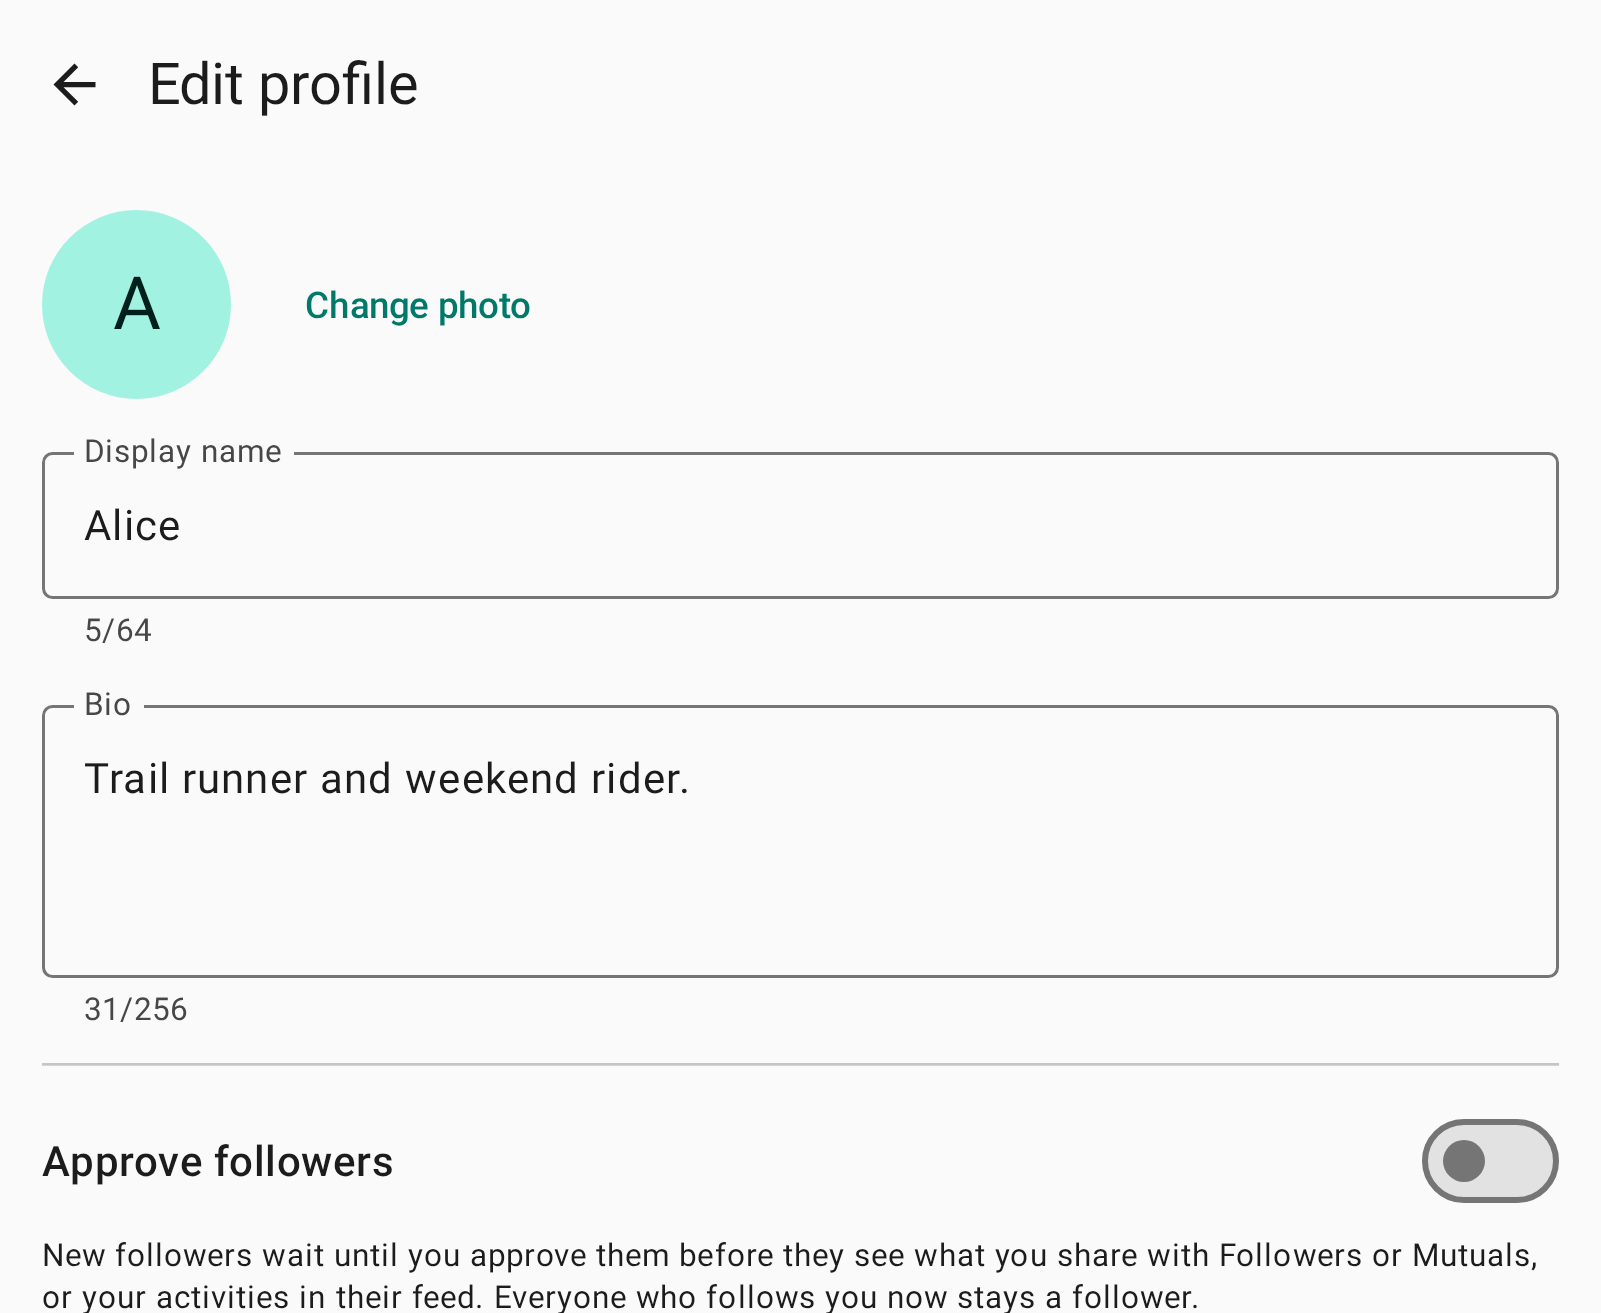 Edit profile
A
Change photo
Display name
Alice
5/64
Bio
Trail runner and weekend rider.
31/256
Approve followers
New followers wait until you approve them before they see what you share with Followers or Mutuals,
or your activities in their feed. Everyone who follows you now stays a follower.